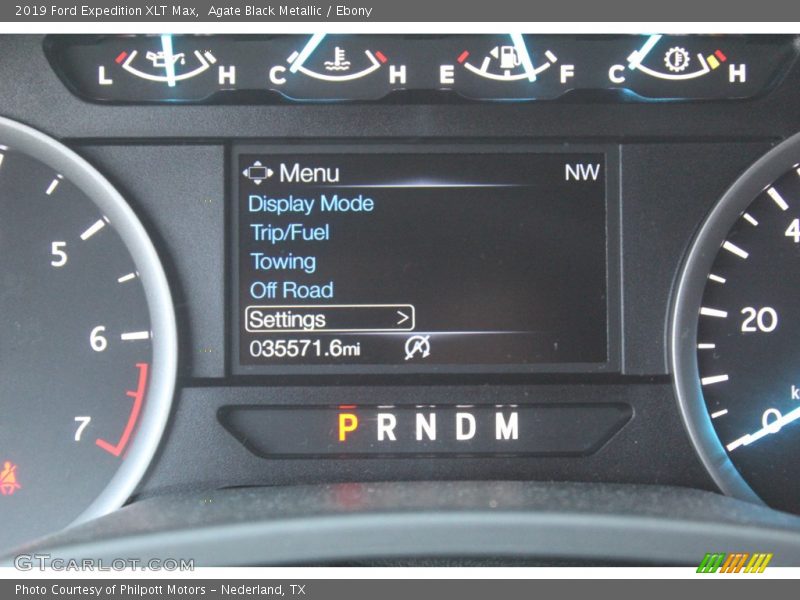 2019 Ford Expedition XLT Max,  Agate Black Metallic / Ebony
L H C H E F C H
Menu NW
Display Mode
Trip/Fuel
Towing
Off Road
Settings >
035571.6mi
P R N D M
5
6
7
4
20
0
k
GTCARLOT.COM
Photo Courtesy of Philpott Motors - Nederland, TX